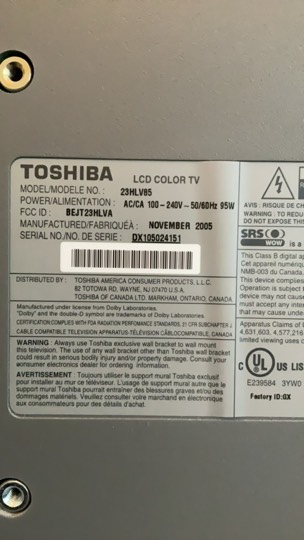 TOSHIBA LCD COLOR TV
MODEL/MODELE NO. : 23HLV85
POWER/ALIMENTATION : AC/CA 100-240V-50/60Hz 95W
FCC ID : BEJT23HLVA
MANUFACTURED/FABRIQUÉ : NOVEMBER 2005
SERIAL NO./NO. DE SERIE : DX105024151
DISTRIBUTED BY : TOSHIBA AMERICA CONSUMER PRODUCTS, L.L.C.
82 TOTOWA RD, WAYNE, NJ 07470 U.S.A.
TOSHIBA OF CANADA LTD. MARKHAM, ONTARIO, CANADA.
Manufactured under license from Dolby Laboratories.
"Dolby" and the double-D symbol are trademarks of Dolby Laboratories.
CERTIFICATION COMPLIES WITH FDA RADIATION PERFORMANCE STANDARDS, 21 CFR SUBCHAPTER J.
CABLE COMPATIBLE TELEVISION APPARATUS-TÉLÉVISION CÂBLOCOMPATIBLE, CANADA
WARNING : Always use Toshiba exclusive wall bracket to wall mount
this television. The use of any wall bracket other than Toshiba wall bracket
could result in serious bodily injury and/or property damage. Consult your
consumer electronics dealer for ordering information.
AVERTISSEMENT : Toujours utiliser le support mural Toshiba exclusif
pour installer au mur ce téléviseur. L'usage de support mural autre que le
support mural Toshiba pourrait entraîner des blessures graves et/ou des
dommages matériels. Veuillez consulter votre marchand en électronique
aux consommateurs pour des détails d'achat.
AVIS : RISQUE DE CH
WARNING : TO REDU
DO NOT EXPOSE THI
SRS
WOW is a
This Class B digital ap
Cet appareil numériqu
NMB-003 du Canada.
This device complies
Operation is subject to
device may not cause
must accept any inter
that may cause under
Apparatus Claims of U
4,631,603, 4,577,216
limited viewing uses o
C UL US LIS
E239584 3YW0
Factory ID:GX